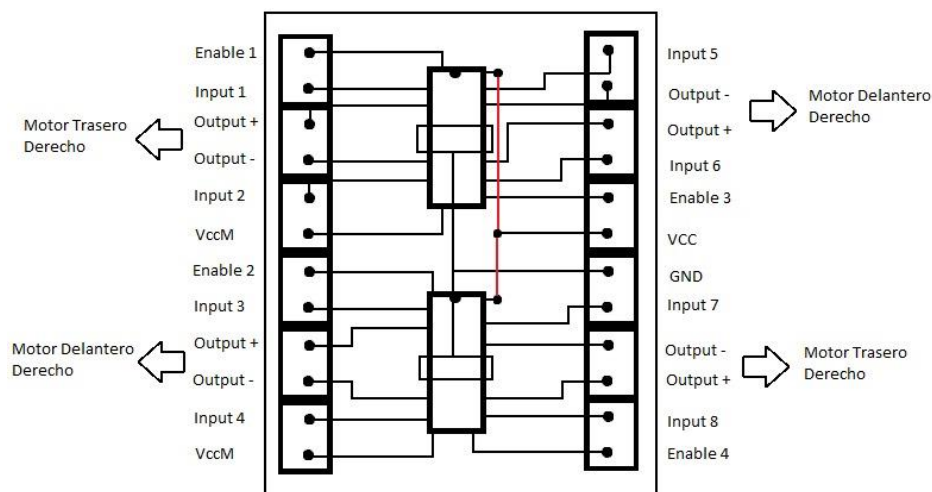 Enable 1
Input 1
Output +
Output -
Input 2
VccM
Enable 2
Input 3
Output +
Output -
Input 4
VccM
Motor Trasero
Derecho
Motor Delantero
Derecho
Input 5
Output -
Output +
Input 6
Enable 3
VCC
GND
Input 7
Output -
Output +
Input 8
Enable 4
Motor Delantero
Derecho
Motor Trasero
Derecho